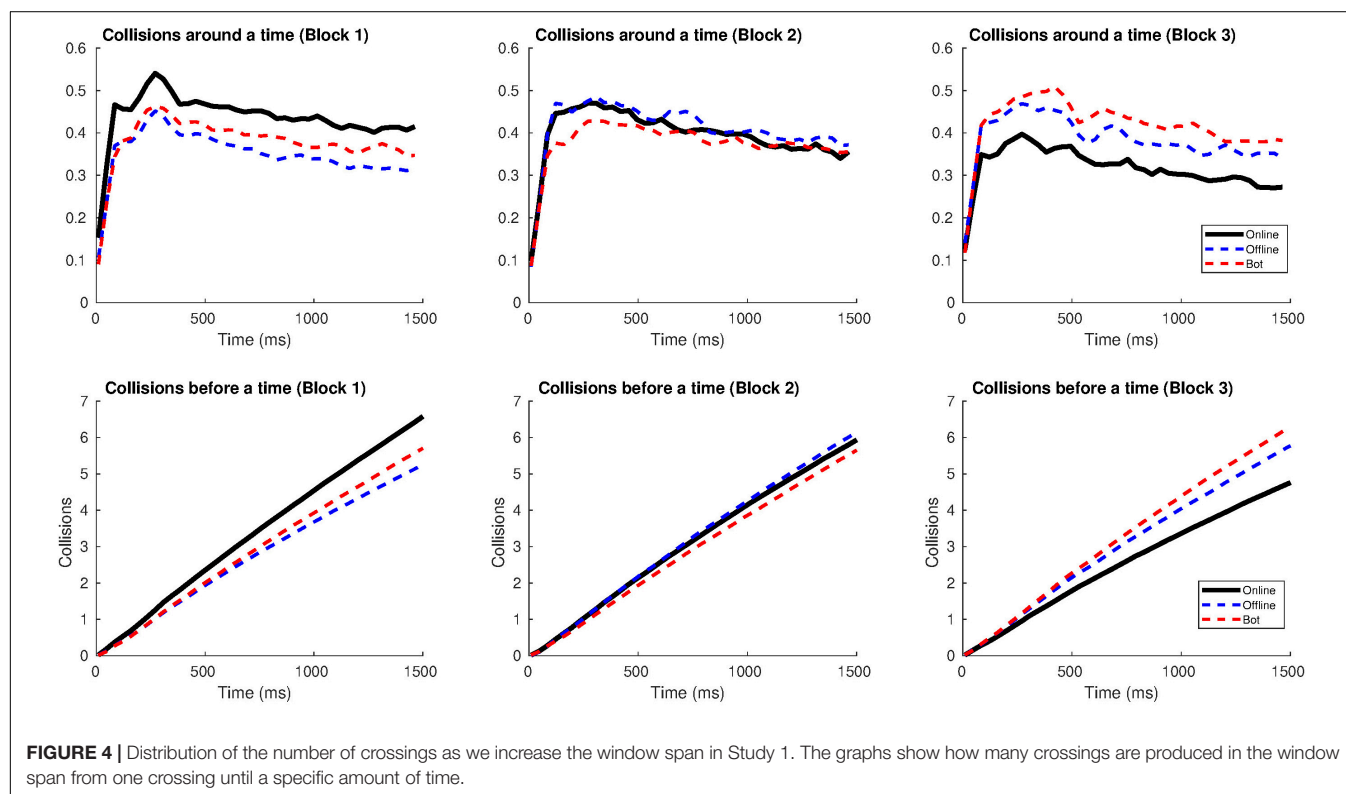 Collisions around a time (Block 1)
0.6
0.5
0.4
0.3
0.2
0.1
0
0 500 1000 1500
Time (ms)
Collisions around a time (Block 2)
0.6
0.5
0.4
0.3
0.2
0.1
0
0 500 1000 1500
Time (ms)
Collisions around a time (Block 3)
0.6
0.5
0.4
0.3
0.2
0.1
0
0 500 1000 1500
Time (ms)
Online
Offline
Bot
Collisions before a time (Block 1)
7
6
5
4
3
2
1
0
0 500 1000 1500
Time (ms)
Collisions before a time (Block 2)
Collisions
7
6
5
4
3
2
1
0
0 500 1000 1500
Time (ms)
Collisions before a time (Block 3)
Collisions
7
6
5
4
3
2
1
0
0 500 1000 1500
Time (ms)
Online
Offline
Bot
FIGURE 4 | Distribution of the number of crossings as we increase the window span in Study 1. The graphs show how many crossings are produced in the window
span from one crossing until a specific amount of time.